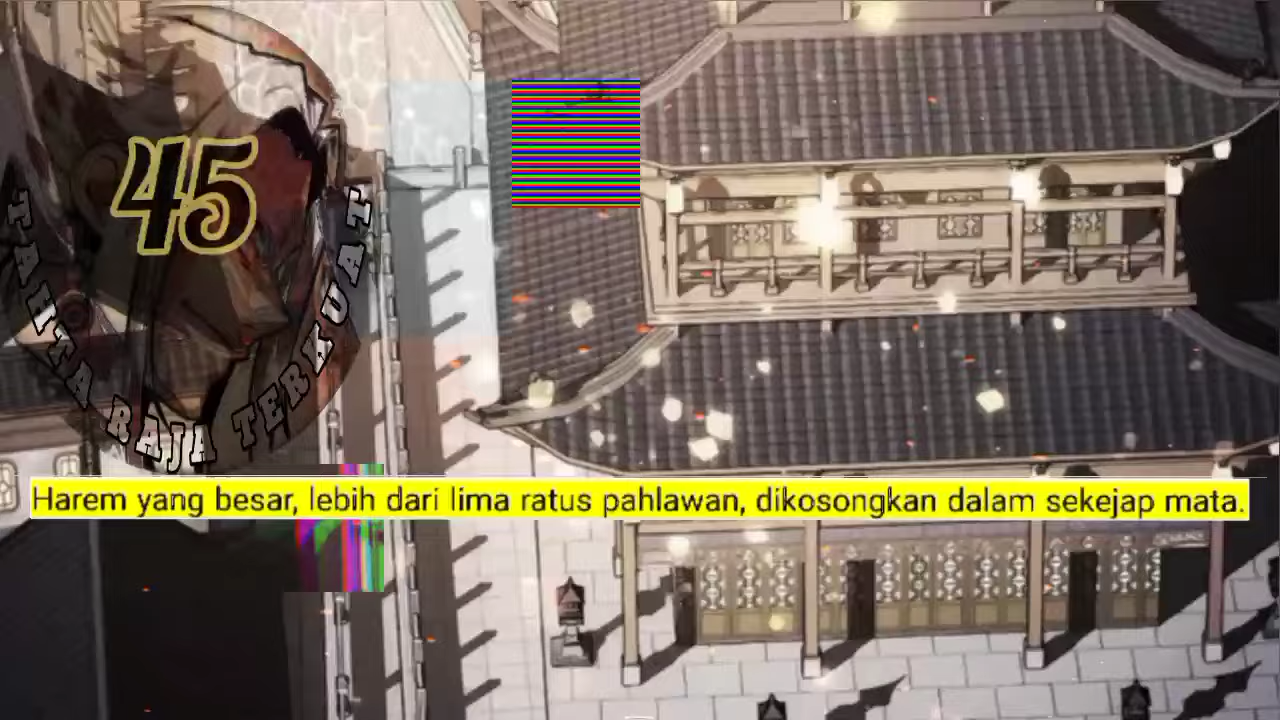 45
TAHTA RAJA TERKUAT
Harem yang besar, lebih dari lima ratus pahlawan, dikosongkan dalam sekejap mata.